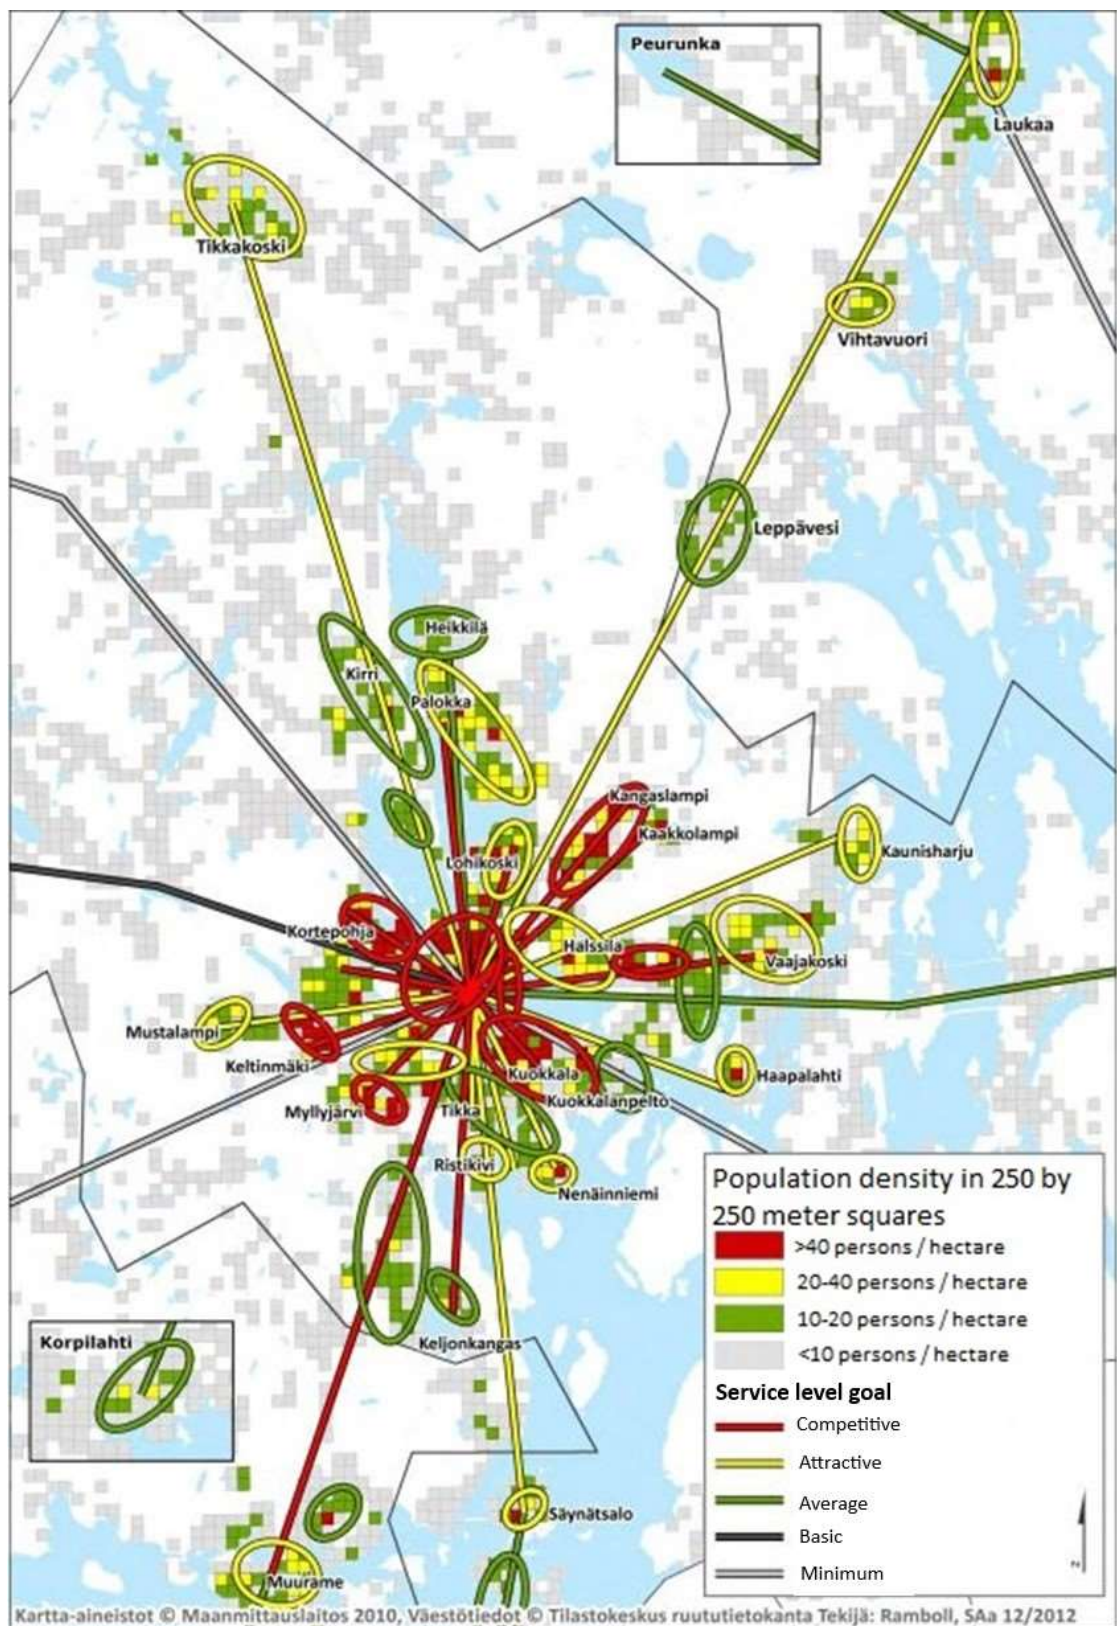 Peurunka
Laukaa
Tikkakoski
Vihtavuori
Leppävesi
Heikkilä
Kirri
Palokka
Kangaslampi
Kaakkolampi
Lohikoski
Kaunisharju
Kortepohja
Halssila
Vaajakoski
Mustalampi
Keltinmäki
Kuokkala
Haapalahti
Myllyjärvi
Tikka
Kuokkalanpelto
Ristikivi
Nenäinniemi
Keljonkangas
Korpilahti
Säynätsalo
Muurame
Population density in 250 by
250 meter squares
>40 persons / hectare
20-40 persons / hectare
10-20 persons / hectare
<10 persons / hectare
Service level goal
Competitive
Attractive
Average
Basic
Minimum
N
Kartta-aineistot © Maanmittauslaitos 2010, Väestötiedot © Tilastokeskus ruututietokanta Tekijä: Ramboll, SAa 12/2012